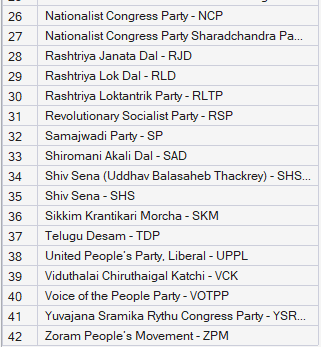 26 Nationalist Congress Party - NCP
27 Nationalist Congress Party Sharadchandra Pa...
28 Rashtriya Janata Dal - RJD
29 Rashtriya Lok Dal - RLD
30 Rashtriya Loktantrik Party - RLTP
31 Revolutionary Socialist Party - RSP
32 Samajwadi Party - SP
33 Shiromani Akali Dal - SAD
34 Shiv Sena (Uddhav Balasaheb Thackrey) - SHS...
35 Shiv Sena - SHS
36 Sikkim Krantikari Morcha - SKM
37 Telugu Desam - TDP
38 United People's Party, Liberal - UPPL
39 Viduthalai Chiruthaigal Katchi - VCK
40 Voice of the People Party - VOTPP
41 Yuvajana Sramika Rythu Congress Party - YSR...
42 Zoram People's Movement - ZPM